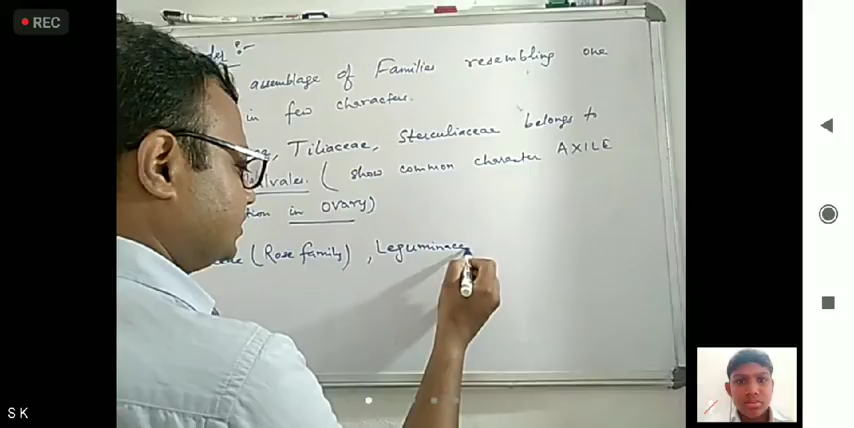 REC
assemblage of Families resembling one
in few characters.
, Tiliaceae, Sterculiaceae belongs to
(show common character AXILE
in ovary)
(Rose family), Leguminace
S K